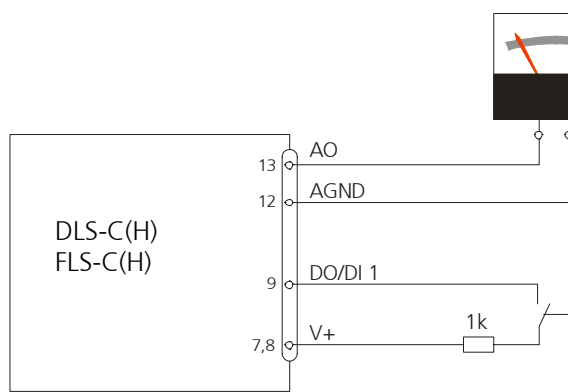 13 AO
12 AGND
DLS-C(H)
FLS-C(H)
9 DO/DI 1
7,8 V+ 1k